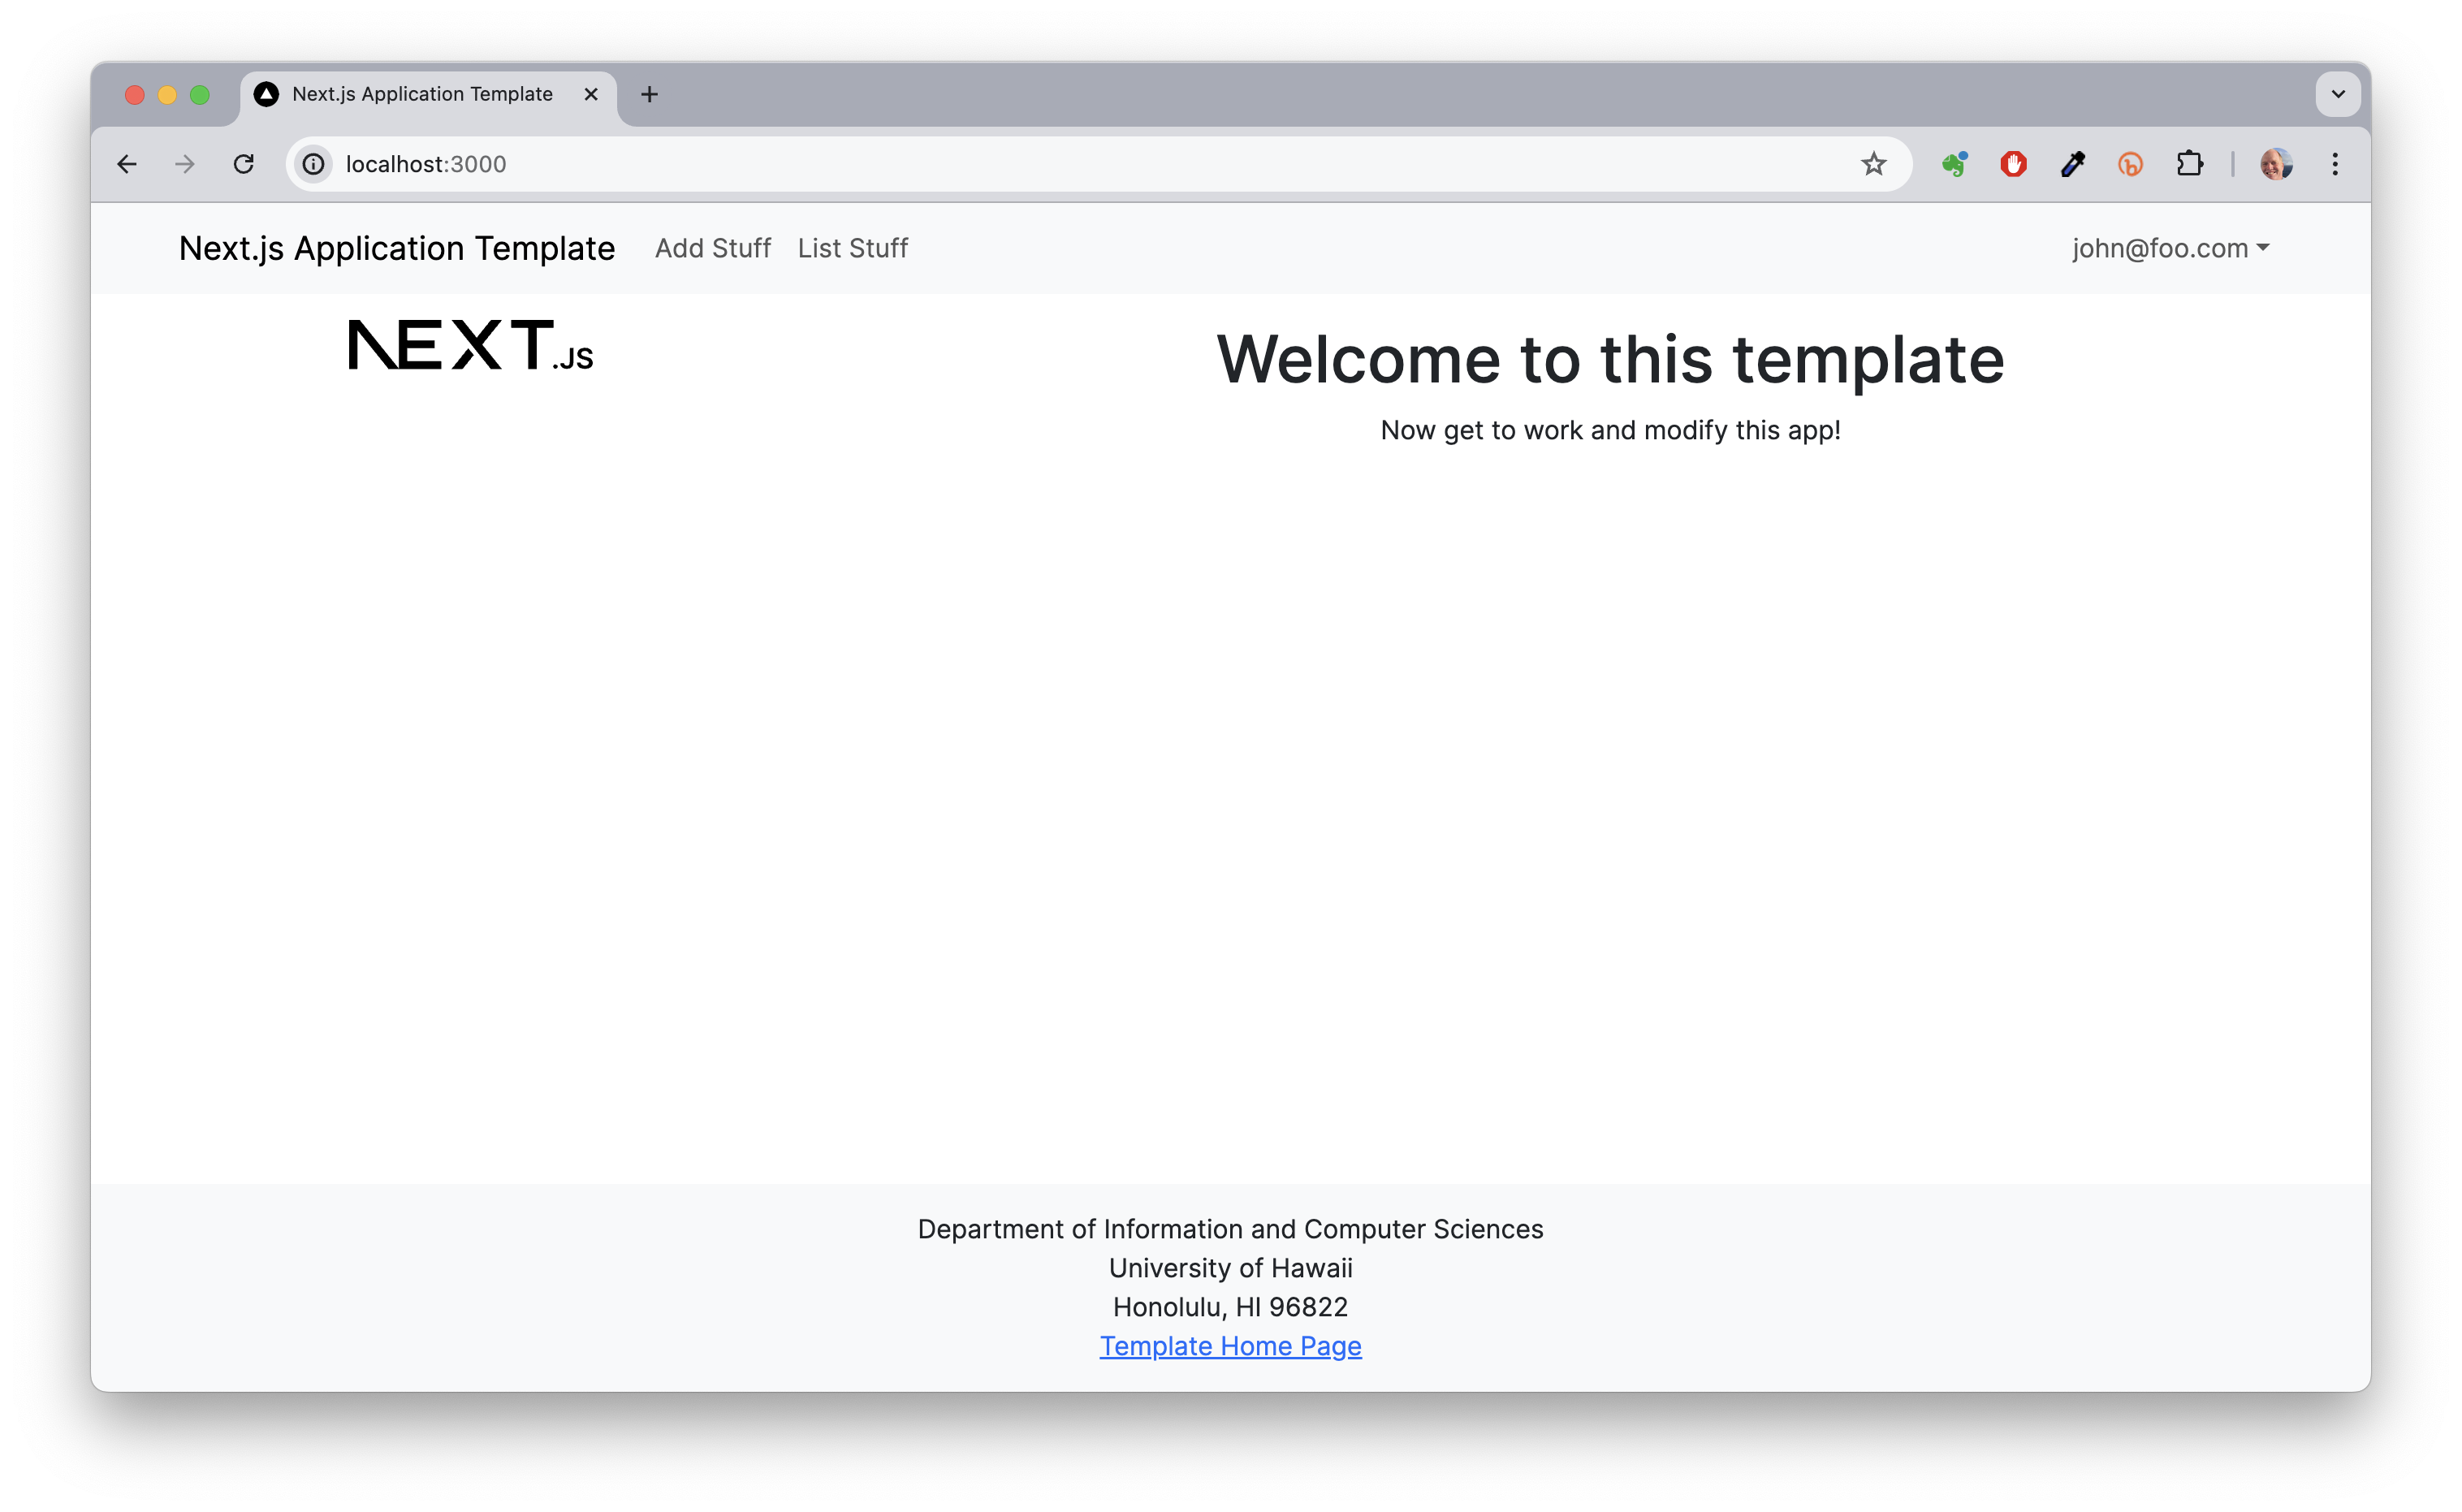 Next.js Application Template
localhost:3000
Next.js Application Template Add Stuff List Stuff john@foo.com
NEXT.JS
Welcome to this template
Now get to work and modify this app!
Department of Information and Computer Sciences
University of Hawaii
Honolulu, HI 96822
Template Home Page